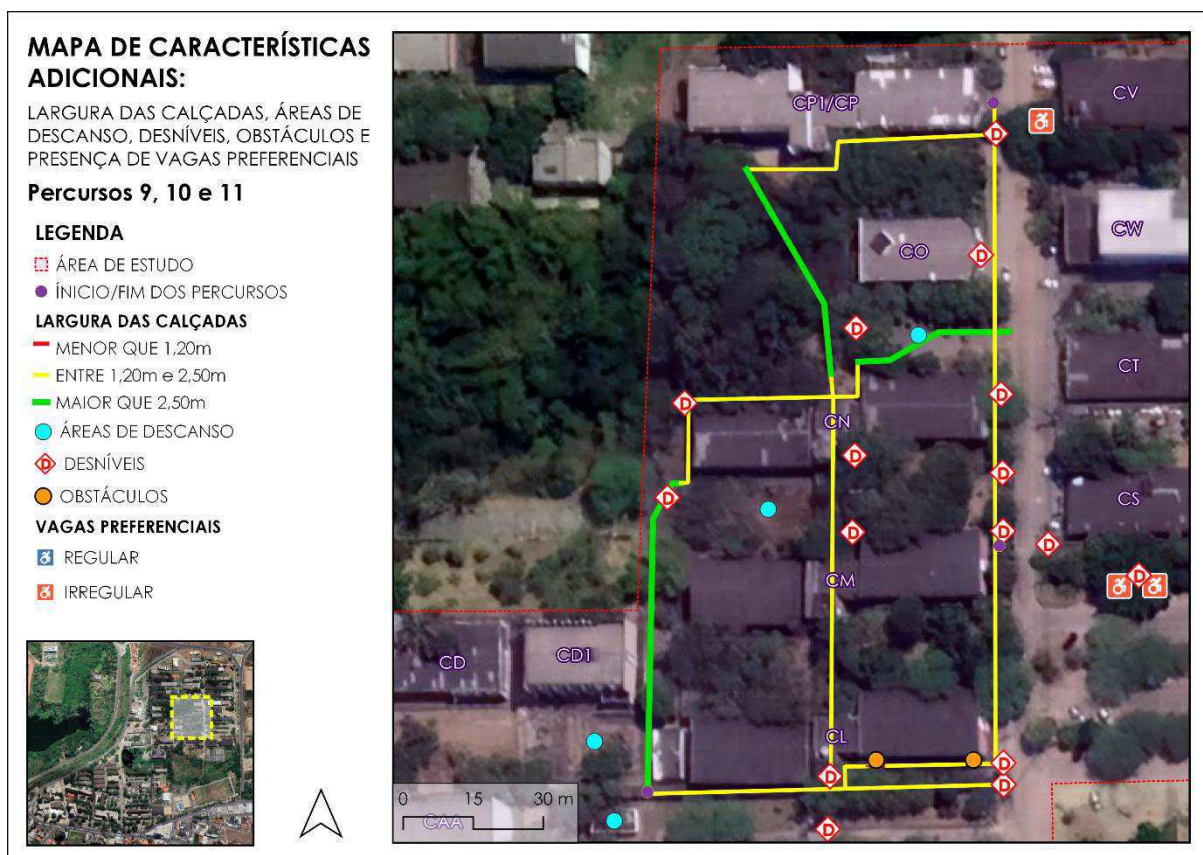 MAPA DE CARACTERÍSTICAS
ADICIONAIS:
LARGURA DAS CALÇADAS, ÁREAS DE
DESCANSO, DESNÍVEIS, OBSTÁCULOS E
PRESENÇA DE VAGAS PREFERENCIAIS
Percursos 9, 10 e 11
LEGENDA
ÁREA DE ESTUDO
ÍNICIO/FIM DOS PERCURSOS
LARGURA DAS CALÇADAS
MENOR QUE 1,20m
ENTRE 1,20m e 2,50m
MAIOR QUE 2,50m
ÁREAS DE DESCANSO
D DESNÍVEIS
OBSTÁCULOS
VAGAS PREFERENCIAIS
REGULAR
IRREGULAR
CP1/CP
CV
D
CO
D
CW
D
CT
D
D
CN
D
D
D
CS
D
D
D
D
D
CM
CD
CD1
CL
D
D
D
0 15 30 m
CAA
D